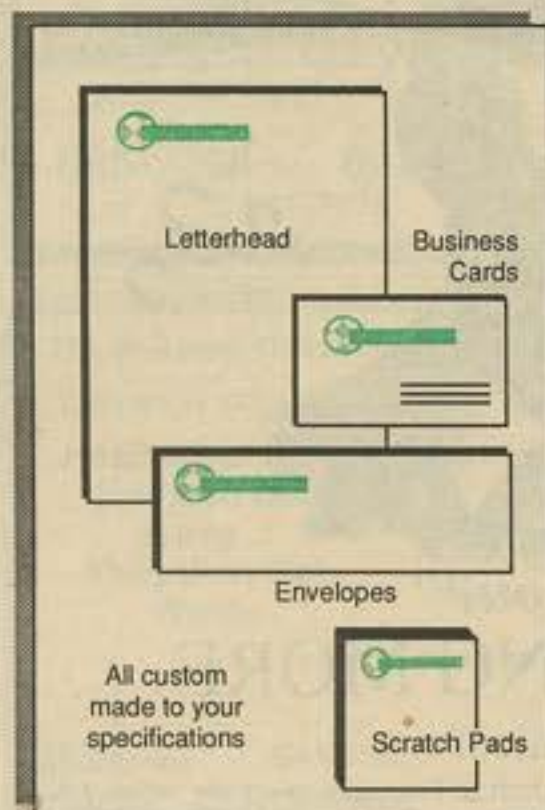 Letterhead
Business
Cards
Envelopes
All custom
made to your
specifications
Scratch Pads